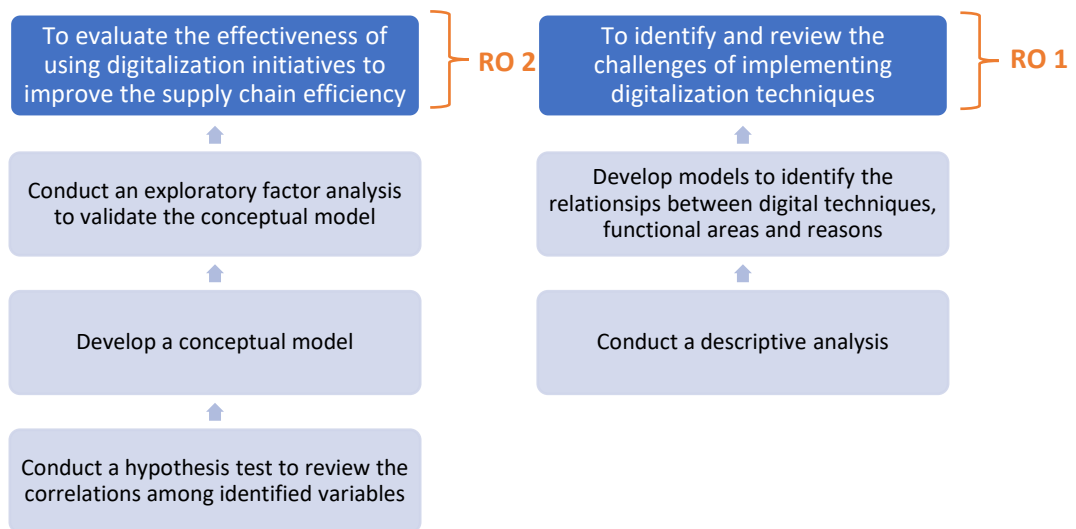 To evaluate the effectiveness of
using digitalization initiatives to
improve the supply chain efficiency
RO 2
Conduct an exploratory factor analysis
to validate the conceptual model
Develop a conceptual model
Conduct a hypothesis test to review the
correlations among identified variables
To identify and review the
challenges of implementing
digitalization techniques
RO 1
Develop models to identify the
relationsips between digital techniques,
functional areas and reasons
Conduct a descriptive analysis